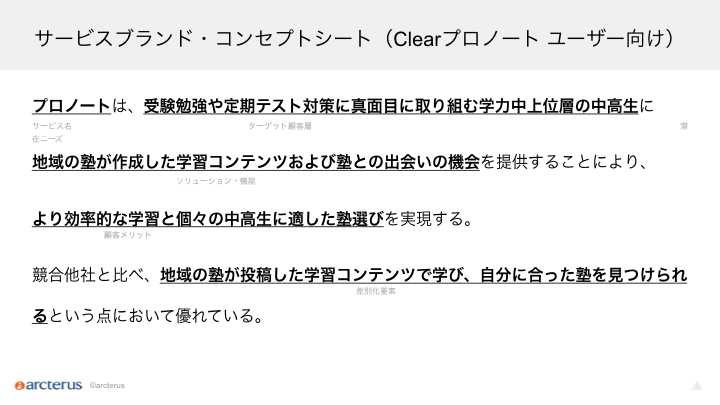 サービスブランド・コンセプトシート（Clearプロノート ユーザー向け）
プロノートは、受験勉強や定期テスト対策に真面目に取り組む学力中上位層の中高生に
サービス名 ターゲット顧客層 潜
在ニーズ
地域の塾が作成した学習コンテンツおよび塾との出会いの機会を提供することにより、
ソリューション・機能
より効率的な学習と個々の中高生に適した塾選びを実現する。
顧客メリット
競合他社と比べ、地域の塾が投稿した学習コンテンツで学び、自分に合った塾を見つけられ
差別化要素
るという点において優れている。
arcterus ©arcterus